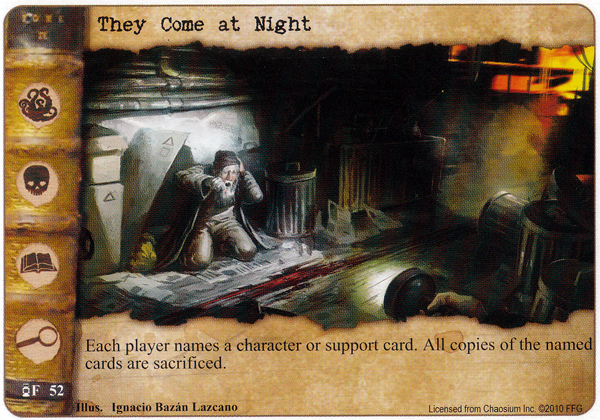 They Come at Night
Each player names a character or support card. All copies of the named
cards are sacrificed.
F 52
Illus. Ignacio Bazán Lazcano
Licensed from Chaosium Inc. ©2010 FFG